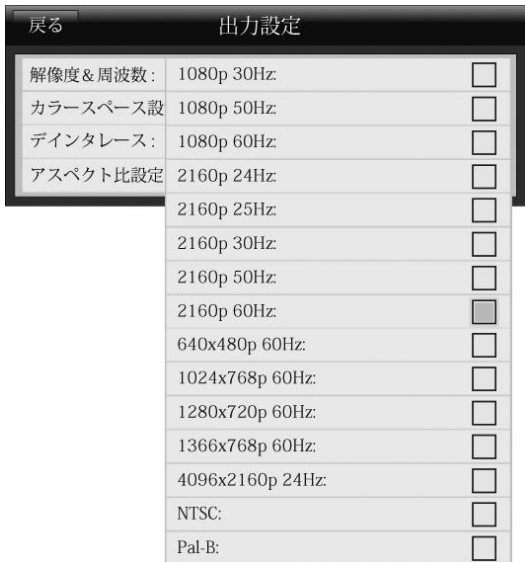 戻る
出力設定
解像度＆周波数 :
カラースペース設
デインタレース :
アスペクト比設定
1080p 30Hz:
1080p 50Hz:
1080p 60Hz:
2160p 24Hz:
2160p 25Hz:
2160p 30Hz:
2160p 50Hz:
2160p 60Hz:
640x480p 60Hz:
1024x768p 60Hz:
1280x720p 60Hz:
1366x768p 60Hz:
4096x2160p 24Hz:
NTSC:
Pal-B: